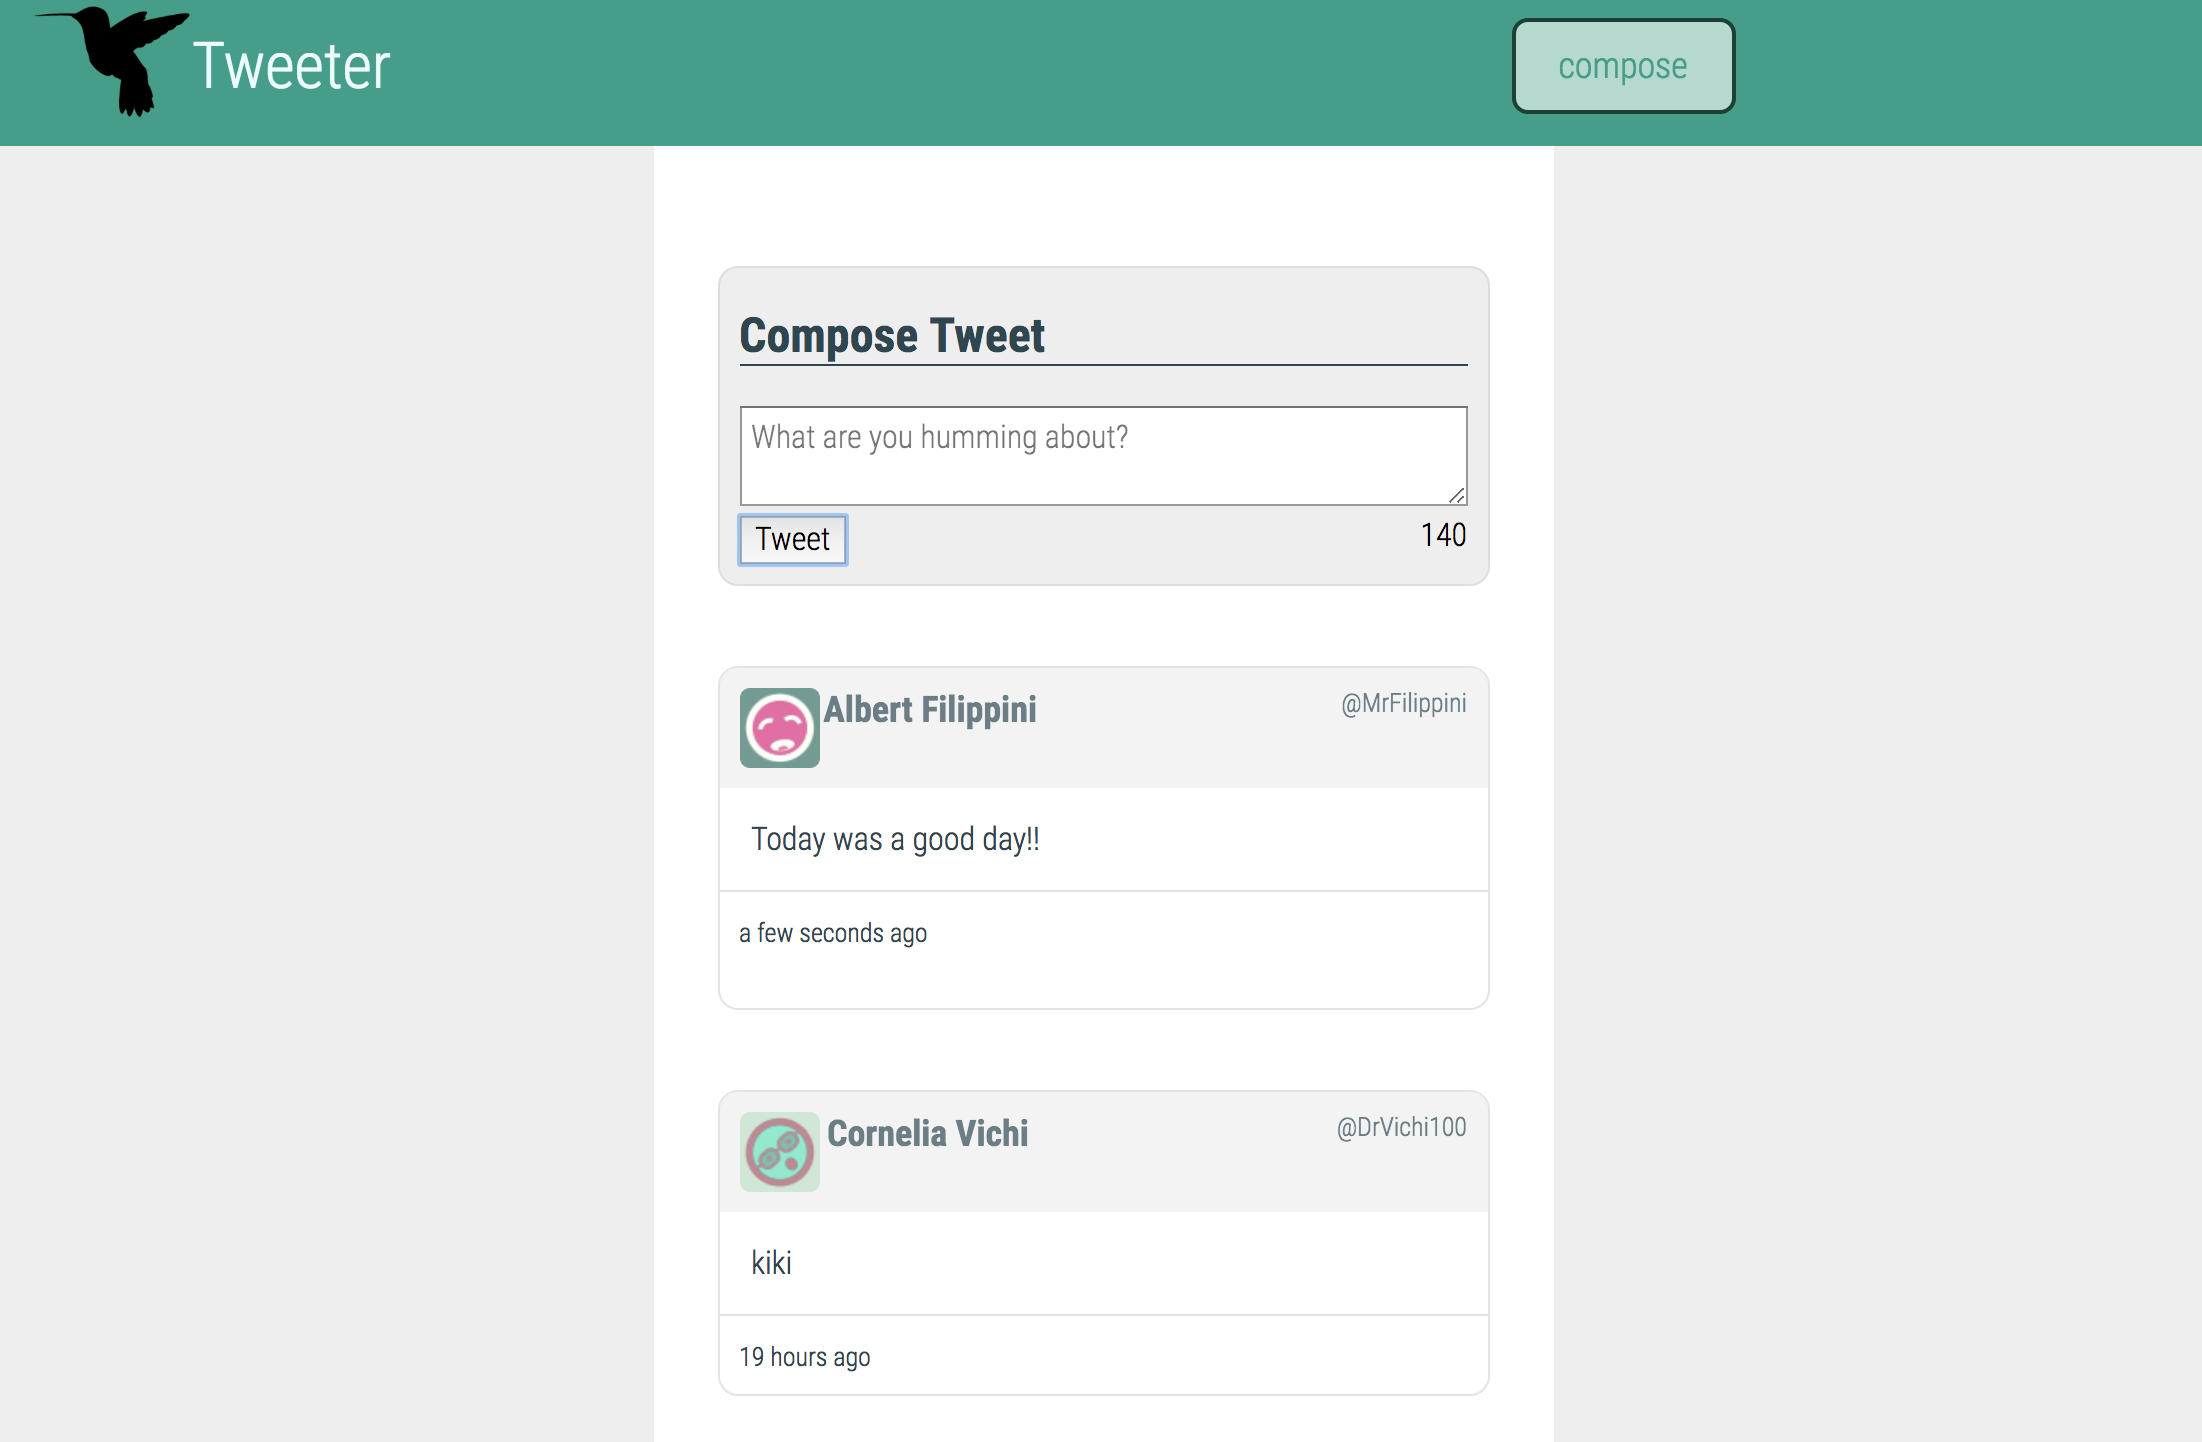 Tweeter
compose
Compose Tweet
What are you humming about?
Tweet
140
Albert Filippini
@MrFilippini
Today was a good day!!
a few seconds ago
Cornelia Vichi
@DrVichi100
kiki
19 hours ago